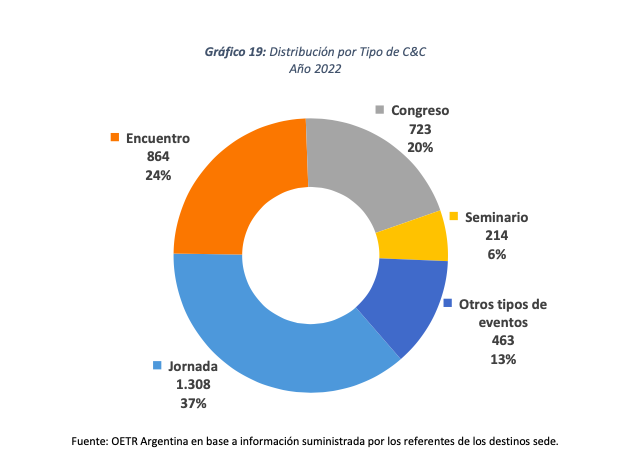 Gráfico 19: Distribución por Tipo de C&C
Año 2022
Congreso
723
20%
Encuentro
864
24%
Seminario
214
6%
Otros tipos de
eventos
463
13%
Jornada
1.308
37%
Fuente: OETR Argentina en base a información suministrada por los referentes de los destinos sede.